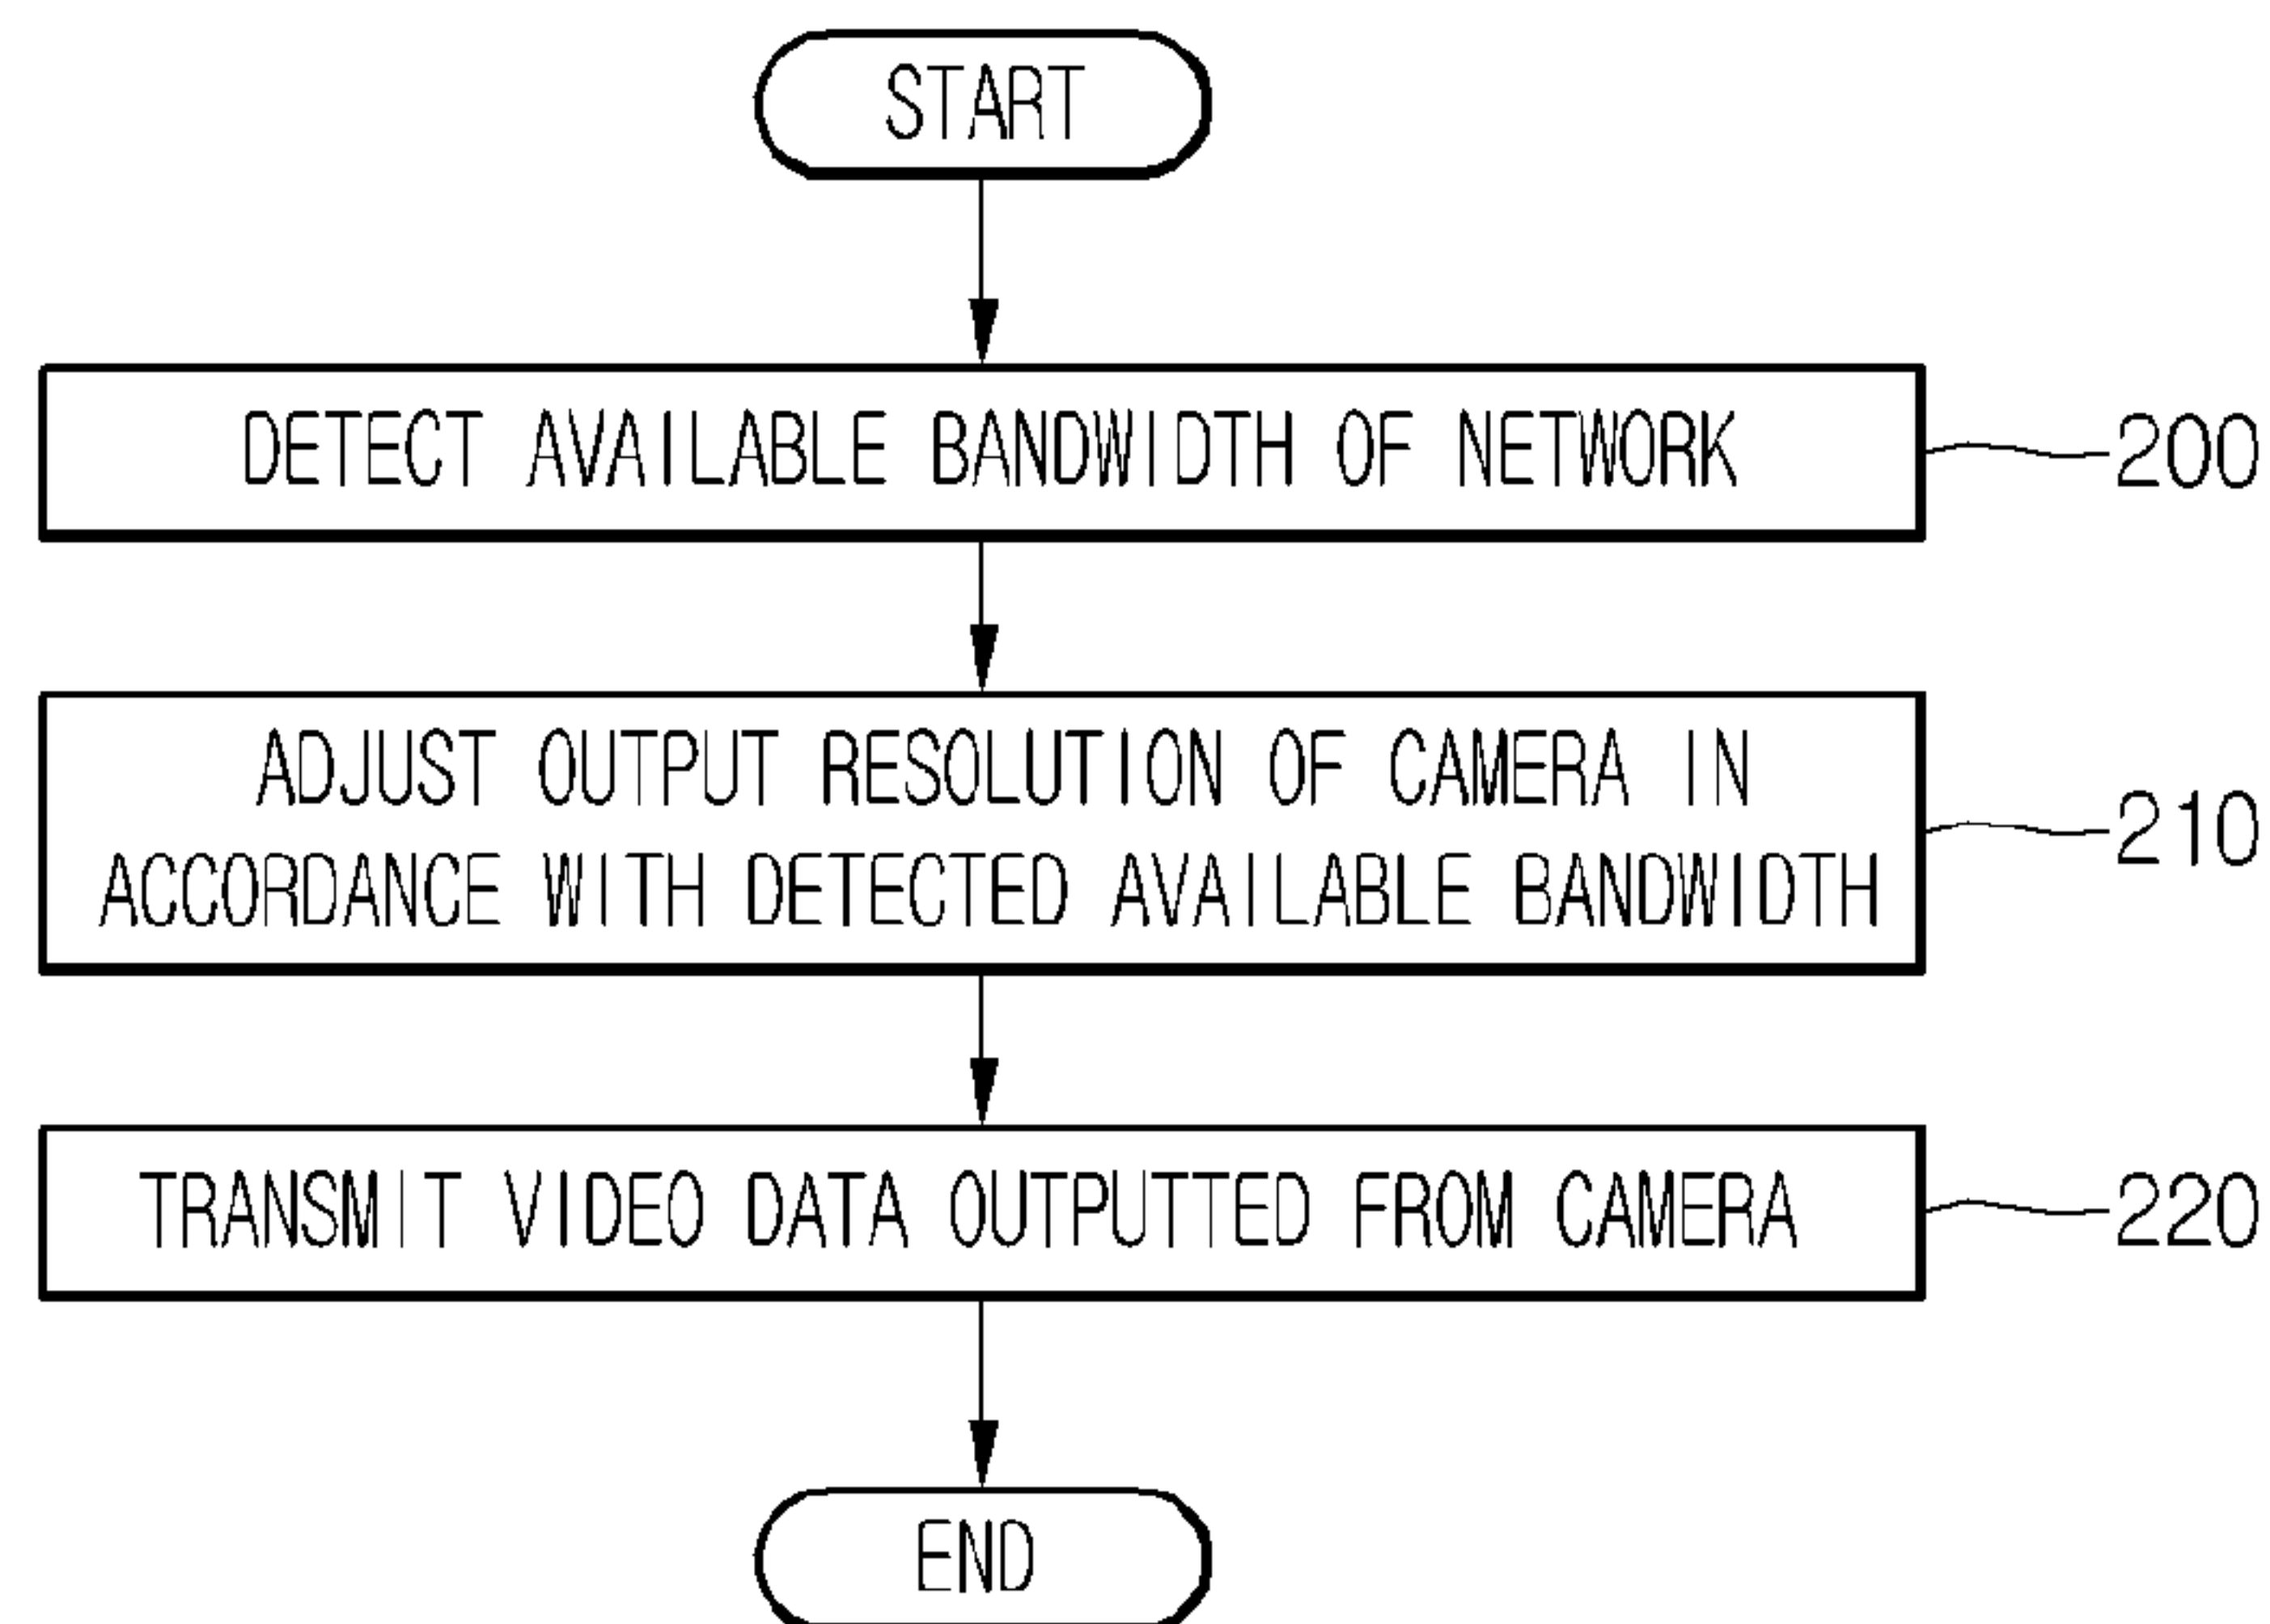 START
DETECT AVAILABLE BANDWIDTH OF NETWORK
200
ADJUST OUTPUT RESOLUTION OF CAMERA IN
ACCORDANCE WITH DETECTED AVAILABLE BANDWIDTH
210
TRANSMIT VIDEO DATA OUTPUTTED FROM CAMERA
220
END